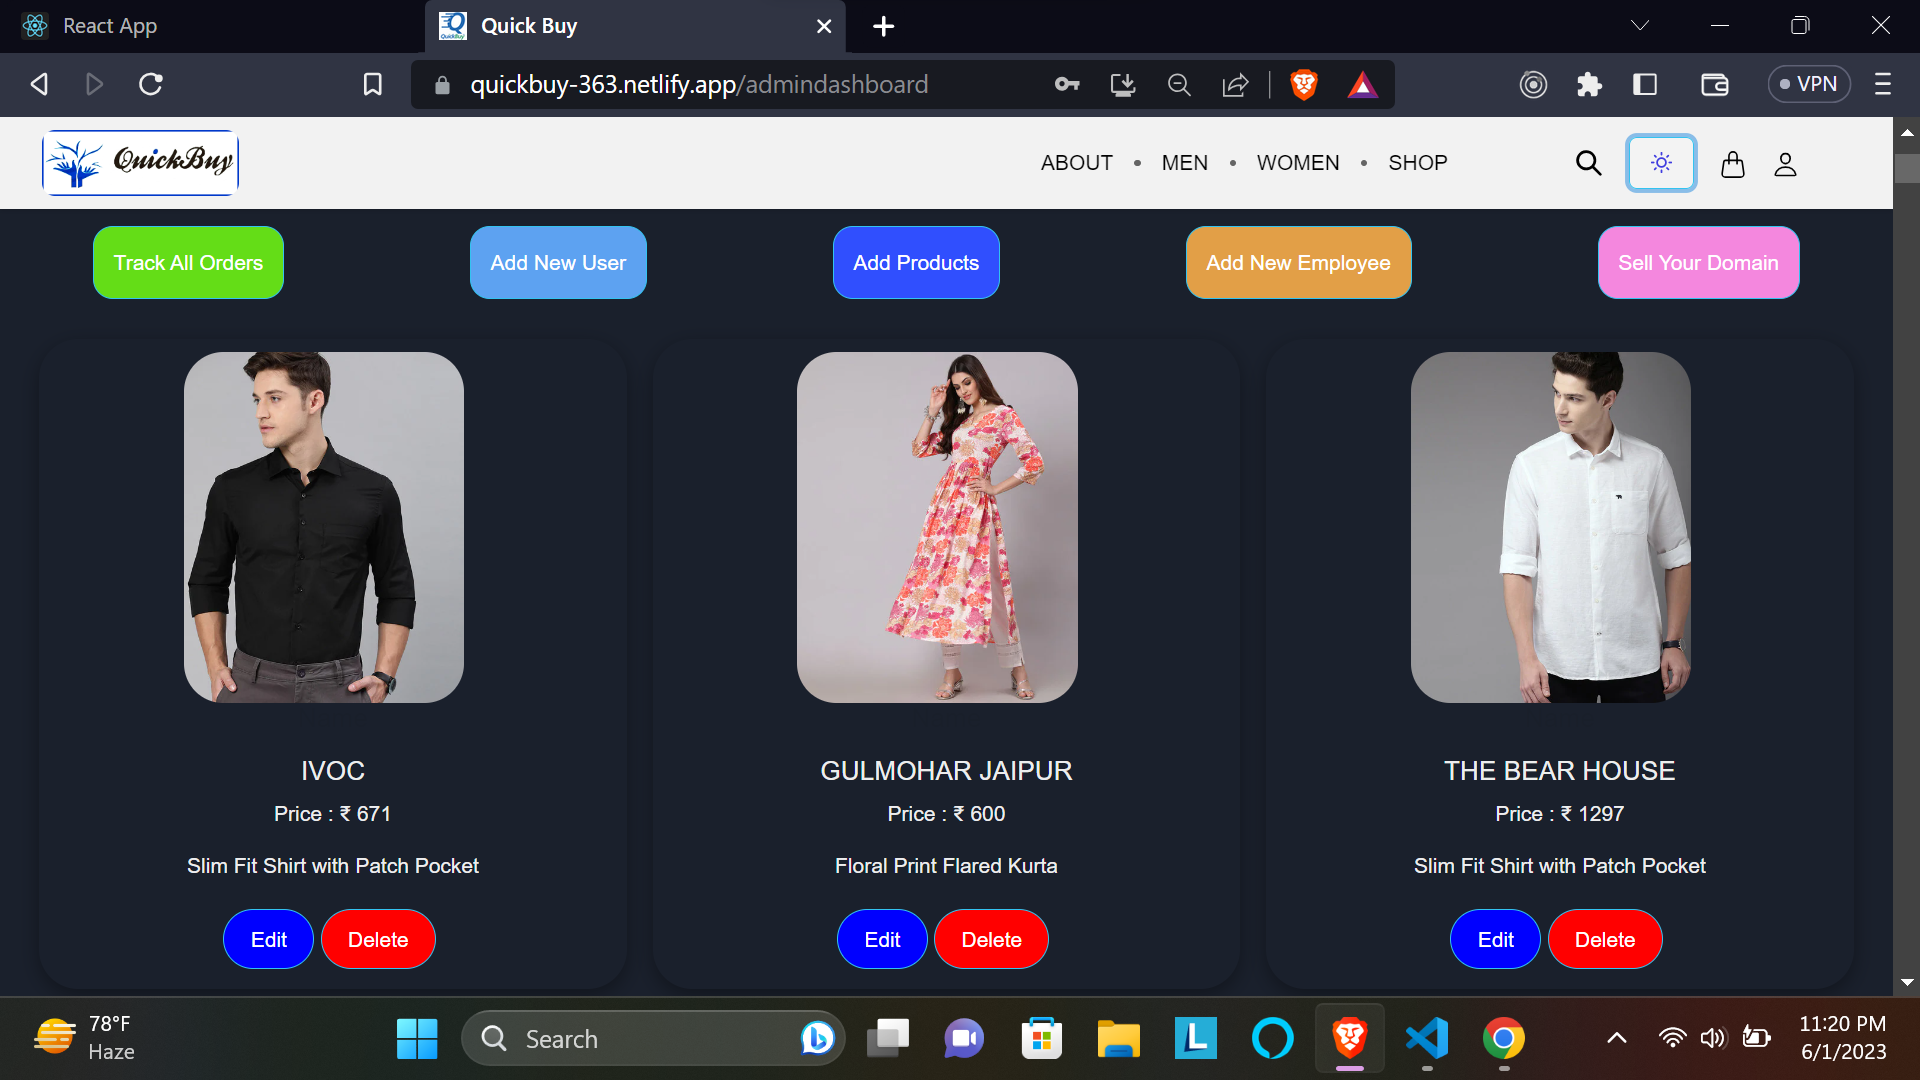 React App
Quick Buy
quickbuy-363.netlify.app/admindashboard
VPN
QuickBuy
ABOUT • MEN • WOMEN • SHOP
Track All Orders
Add New User
Add Products
Add New Employee
Sell Your Domain
IVOC
Price : ₹ 671
Slim Fit Shirt with Patch Pocket
Edit
Delete
GULMOHAR JAIPUR
Price : ₹ 600
Floral Print Flared Kurta
Edit
Delete
THE BEAR HOUSE
Price : ₹ 1297
Slim Fit Shirt with Patch Pocket
Edit
Delete
78°F
Haze
Search
11:20 PM
6/1/2023